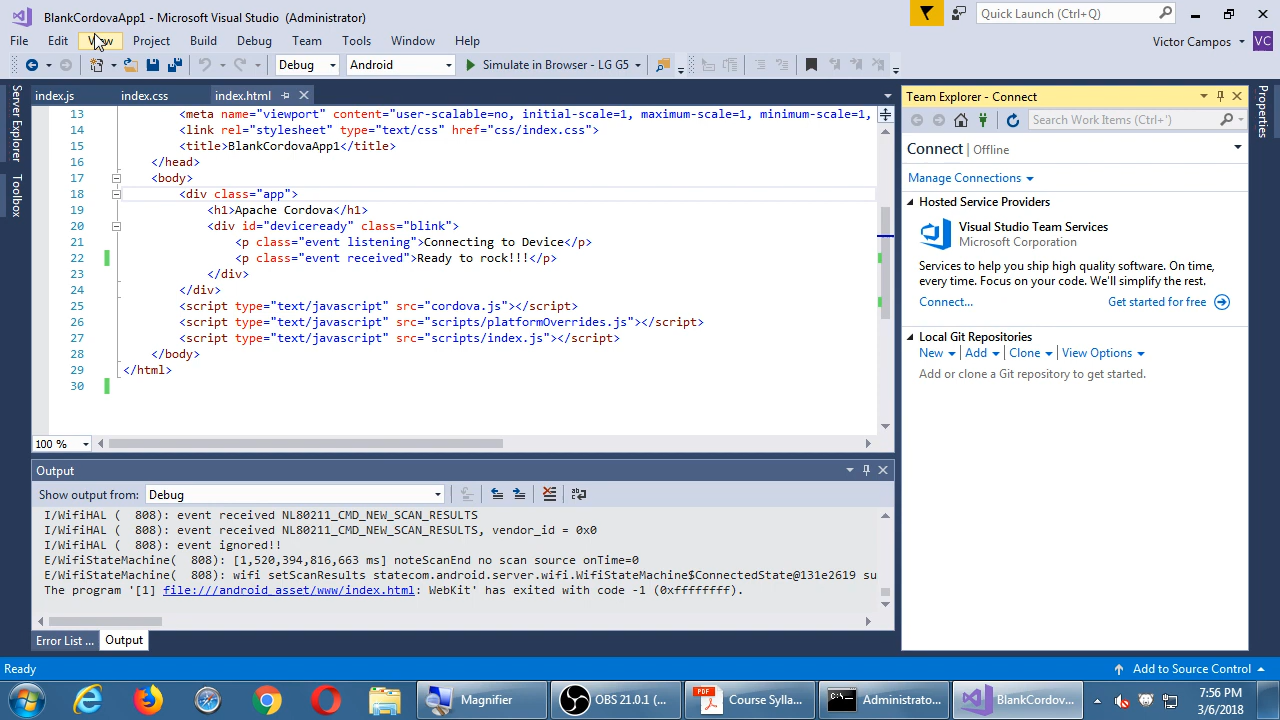 BlankCordovaApp1 - Microsoft Visual Studio (Administrator)
Quick Launch (Ctrl+Q)
File Edit View Project Build Debug Team Tools Window Help
Victor Campos VC
Debug Android Simulate in Browser - LG G5
Server Explorer
Toolbox
index.js index.css index.html
13 <meta name="viewport" content="user-scalable=no, initial-scale=1, maximum-scale=1, minimum-scale=1,
14 <link rel="stylesheet" type="text/css" href="css/index.css">
15 <title>BlankCordovaApp1</title>
16 </head>
17 <body>
18 <div class="app">
19 <h1>Apache Cordova</h1>
20 <div id="deviceready" class="blink">
21 <p class="event listening">Connecting to Device</p>
22 <p class="event received">Ready to rock!!!</p>
23 </div>
24 </div>
25 <script type="text/javascript" src="cordova.js"></script>
26 <script type="text/javascript" src="scripts/platformOverrides.js"></script>
27 <script type="text/javascript" src="scripts/index.js"></script>
28 </body>
29 </html>
30
100 %
Output
Show output from: Debug
I/WifiHAL ( 808): event received NL80211_CMD_NEW_SCAN_RESULTS
I/WifiHAL ( 808): event received NL80211_CMD_NEW_SCAN_RESULTS, vendor_id = 0x0
I/WifiHAL ( 808): event ignored!!
E/WifiStateMachine( 808): [1,520,394,816,663 ms] noteScanEnd no scan source onTime=0
E/WifiStateMachine( 808): wifi setScanResults statecom.android.server.wifi.WifiStateMachine$ConnectedState@131e2619 su
The program '[1] file:///android_asset/www/index.html: WebKit' has exited with code -1 (0xffffffff).
Error List ... Output
Team Explorer - Connect
Search Work Items (Ctrl+')
Connect | Offline
Manage Connections
Hosted Service Providers
Visual Studio Team Services
Microsoft Corporation
Services to help you ship high quality software. On time,
every time. Focus on your code. We'll simplify the rest.
Connect... Get started for free
Local Git Repositories
New Add Clone View Options
Add or clone a Git repository to get started.
Properties
Ready
Add to Source Control
Magnifier
OBS 21.0.1 (...
PDF Course Sylla...
Administrato...
BlankCordov...
7:56 PM
3/6/2018